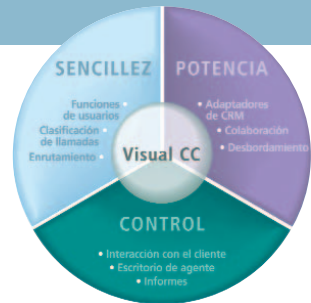 SENCILLEZ
Funciones •
de usuarios
Clasificación •
de llamadas
Enrutamiento •
POTENCIA
• Adaptadores
de CRM
• Colaboración
• Desbordamiento
Visual CC
CONTROL
• Interacción con el cliente
• Escritorio de agente
• Informes